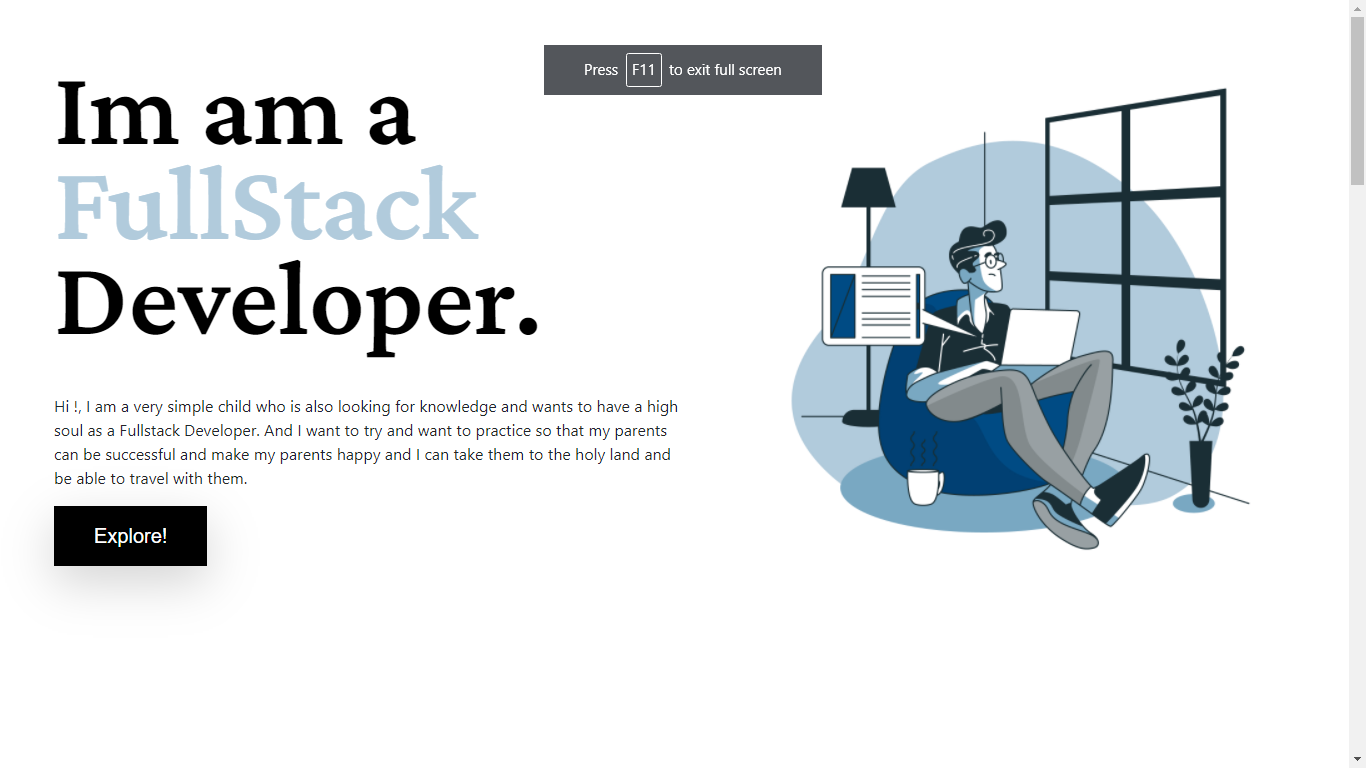 Press F11 to exit full screen
Im am a
FullStack
Developer.
Hi !, I am a very simple child who is also looking for knowledge and wants to have a high
soul as a Fullstack Developer. And I want to try and want to practice so that my parents
can be successful and make my parents happy and I can take them to the holy land and
be able to travel with them.
Explore!